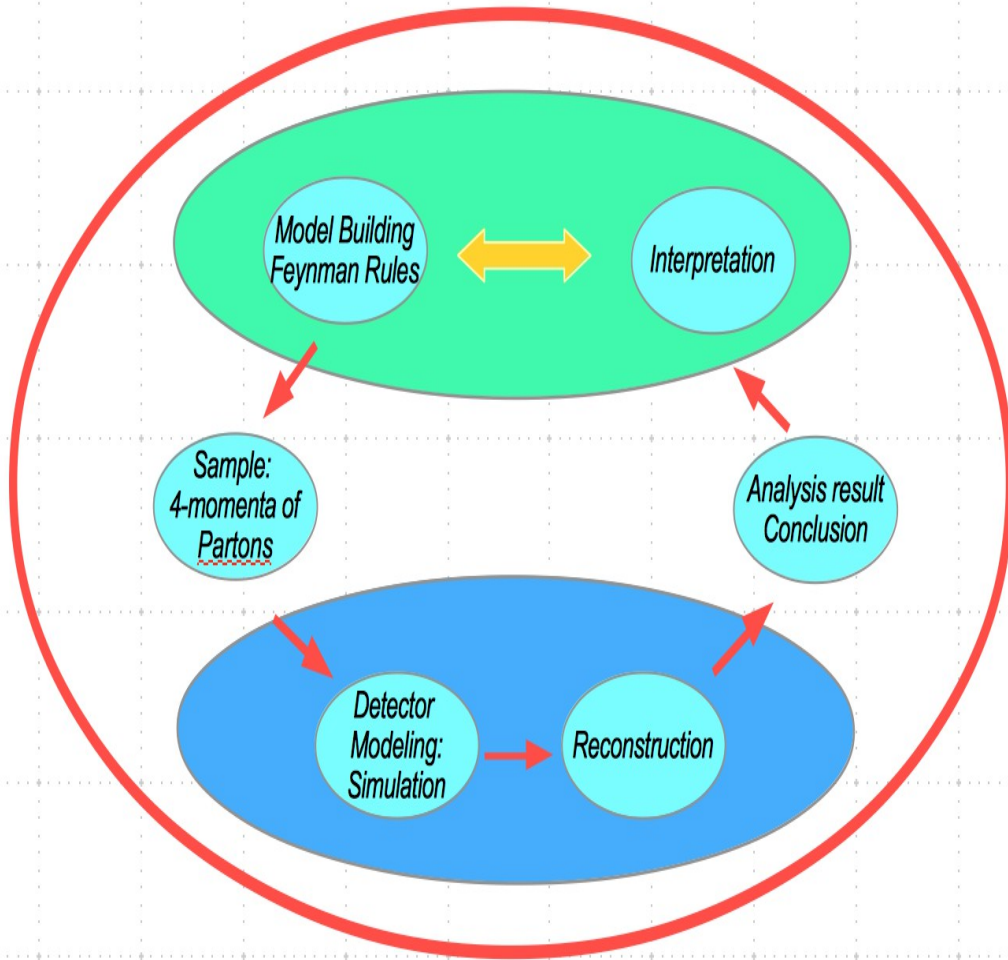 Model Building
Feynman Rules
Interpretation
Sample:
4-momenta of
Partons
Analysis result
Conclusion
Detector
Modeling:
Simulation
Reconstruction